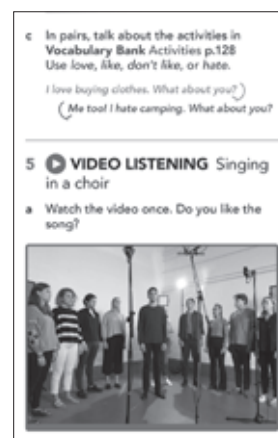 c In pairs, talk about the activities in
Vocabulary Bank Activities p.128
Use love, like, don't like, or hate.
I love buying clothes. What about you?
Me too! I hate camping. What about you?
5 VIDEO LISTENING Singing
in a choir
a Watch the video once. Do you like the
song?